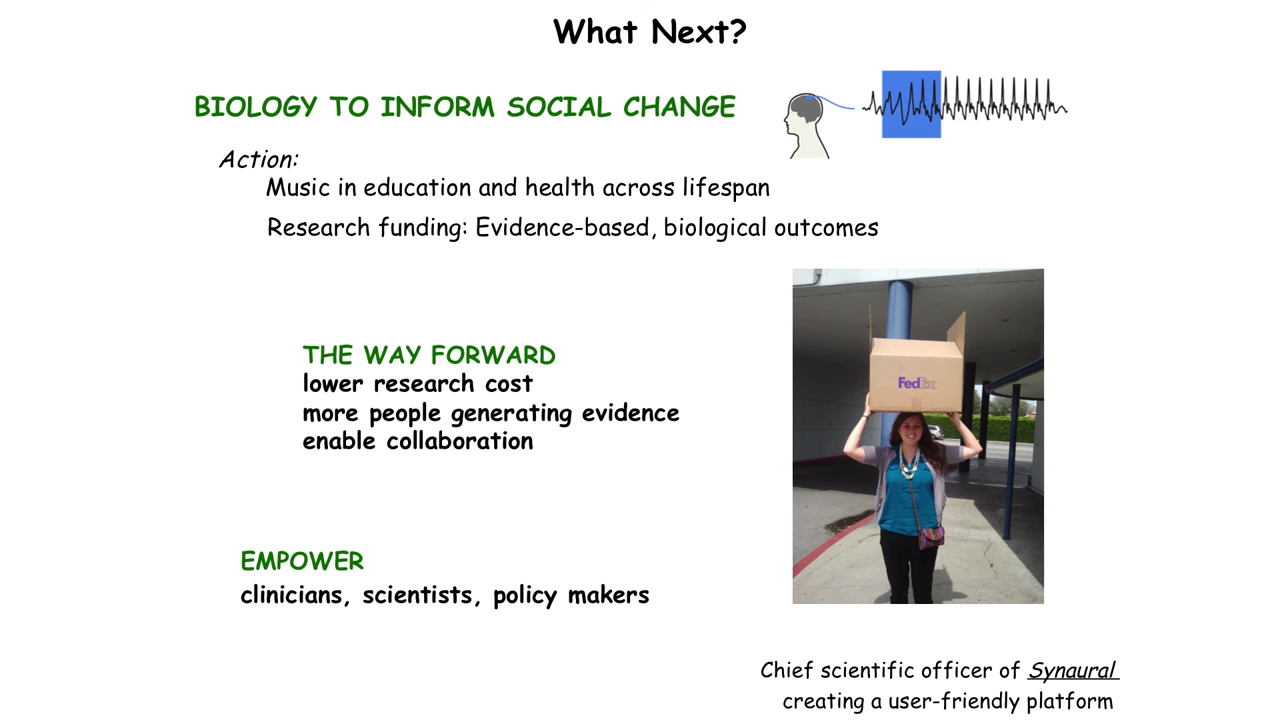 What Next?
BIOLOGY TO INFORM SOCIAL CHANGE
Action:
Music in education and health across lifespan
Research funding: Evidence-based, biological outcomes
FedEx
THE WAY FORWARD
lower research cost
more people generating evidence
enable collaboration
EMPOWER
clinicians, scientists, policy makers
Chief scientific officer of Synaural
creating a user-friendly platform